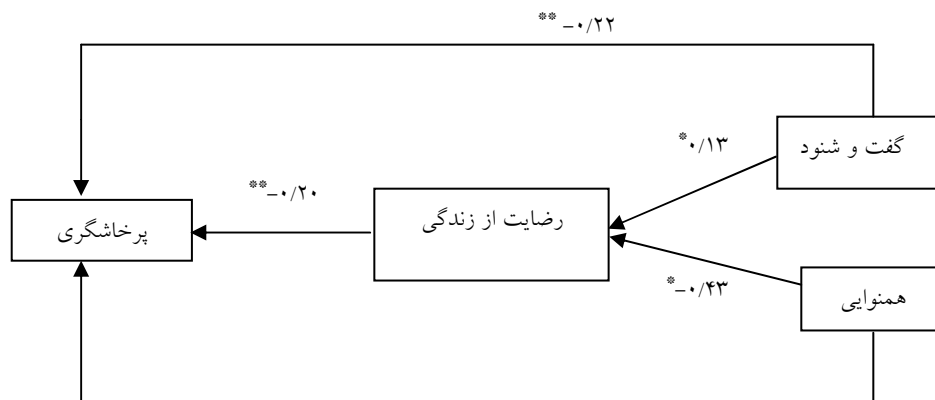 ** -۰/۲۲
گفت و شنود
*۰/۱۳
**-۰/۲۰
رضایت از زندگی
پرخاشگری
همنوایی
*-۰/۴۳